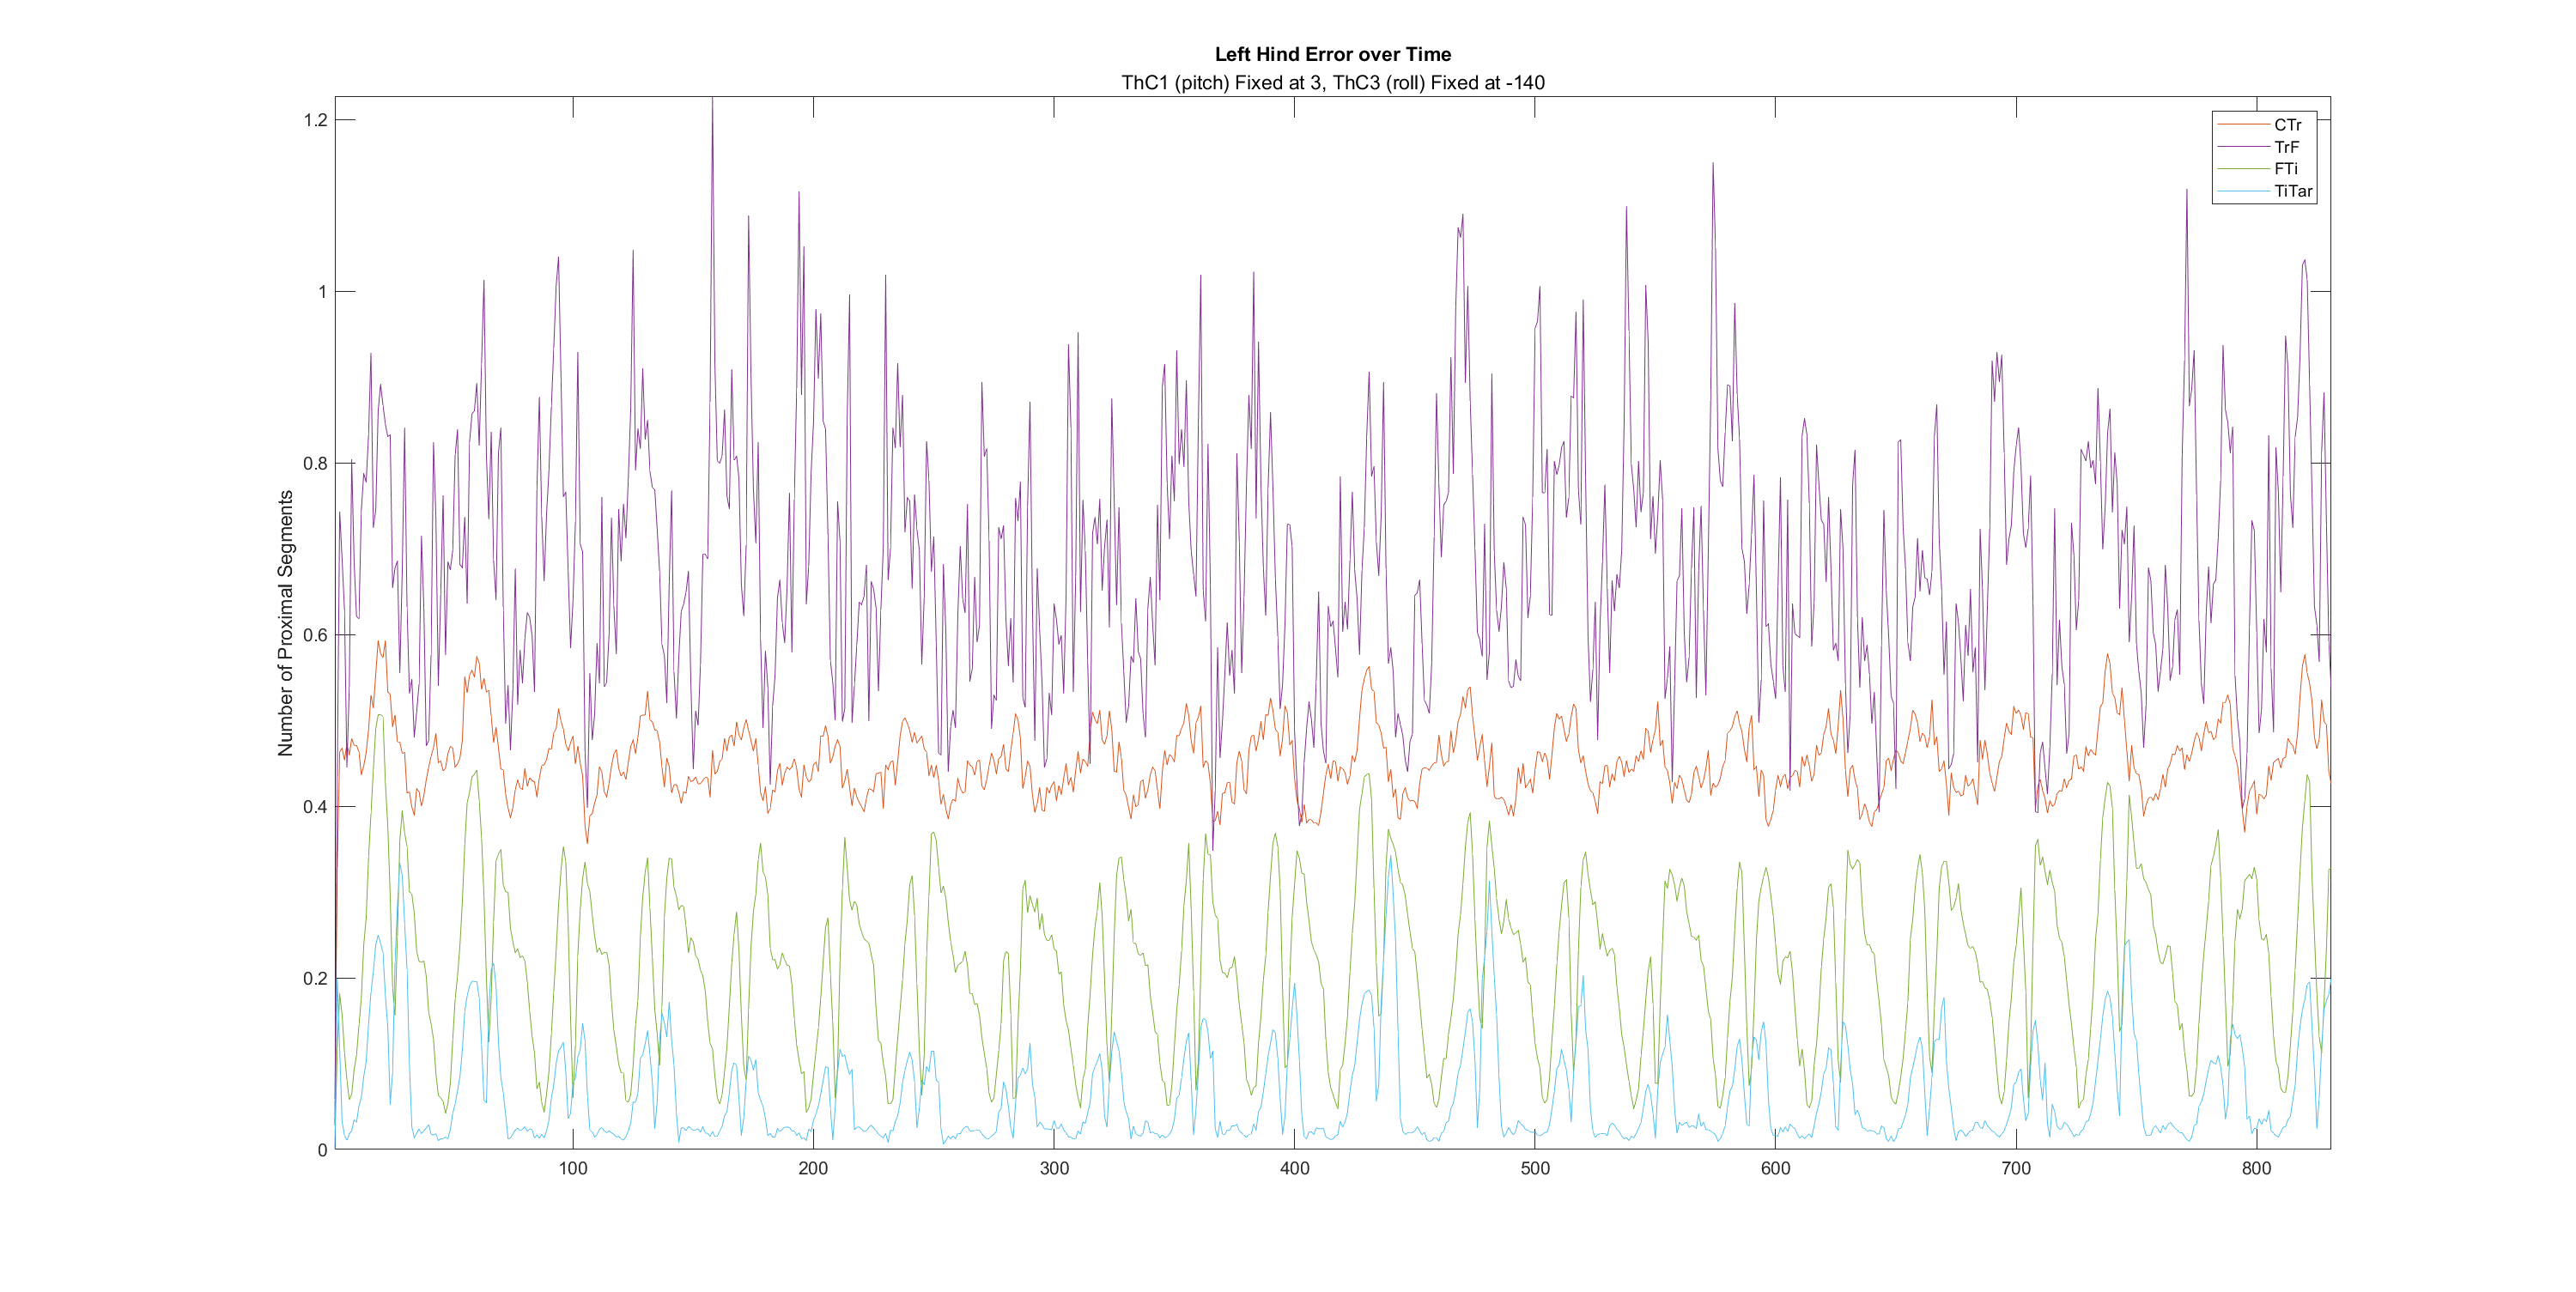 Left Hind Error over Time
ThC1 (pitch) Fixed at 3, ThC3 (roll) Fixed at -140
Number of Proximal Segments
1.2
1
0.8
0.6
0.4
0.2
0
100 200 300 400 500 600 700 800
CTr
TrF
FTi
TiTar